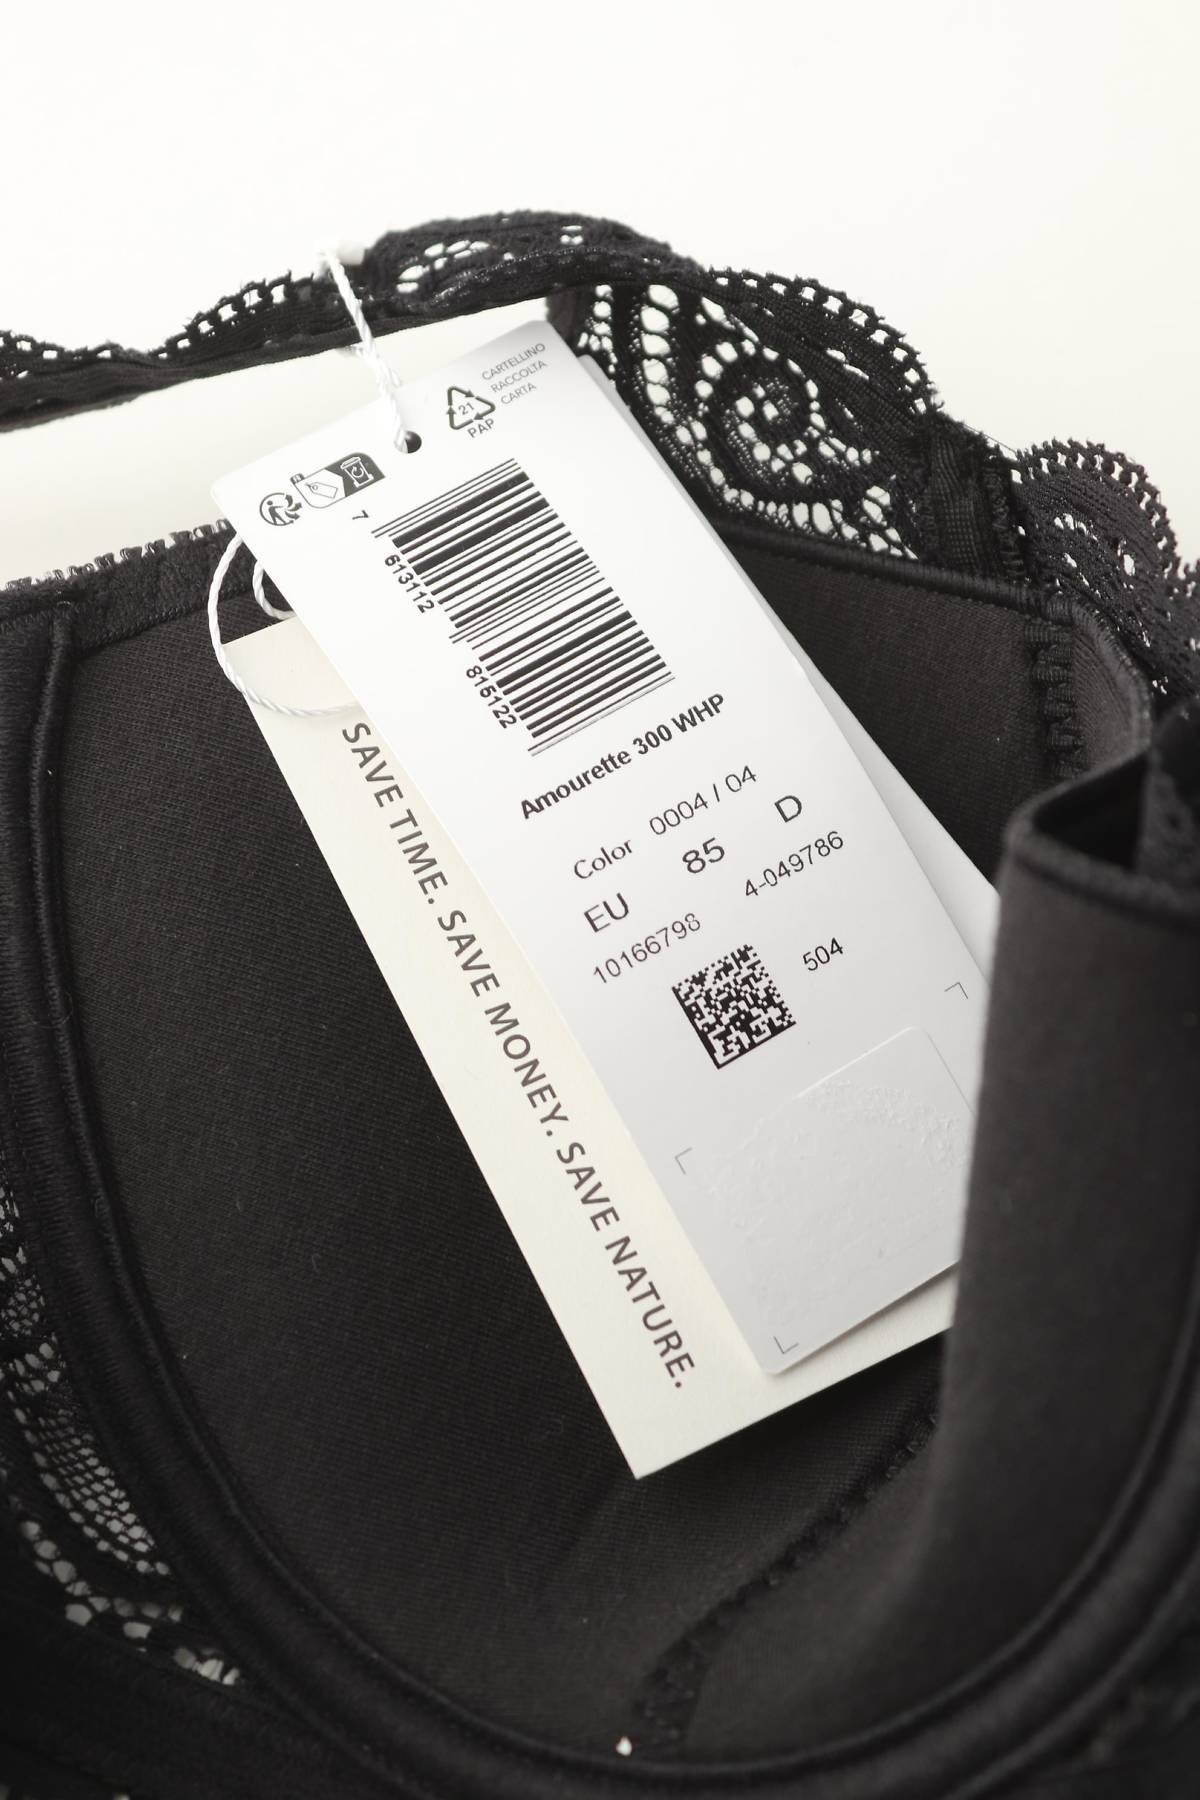 CARTELLINO
RACCOLTA
CARTA
21
PAP
7 613112 815122
Amourette 300 WHP
Color 0004 / 04
EU 85 D
10166798 4-049786
504
SAVE TIME. SAVE MONEY. SAVE NATURE.